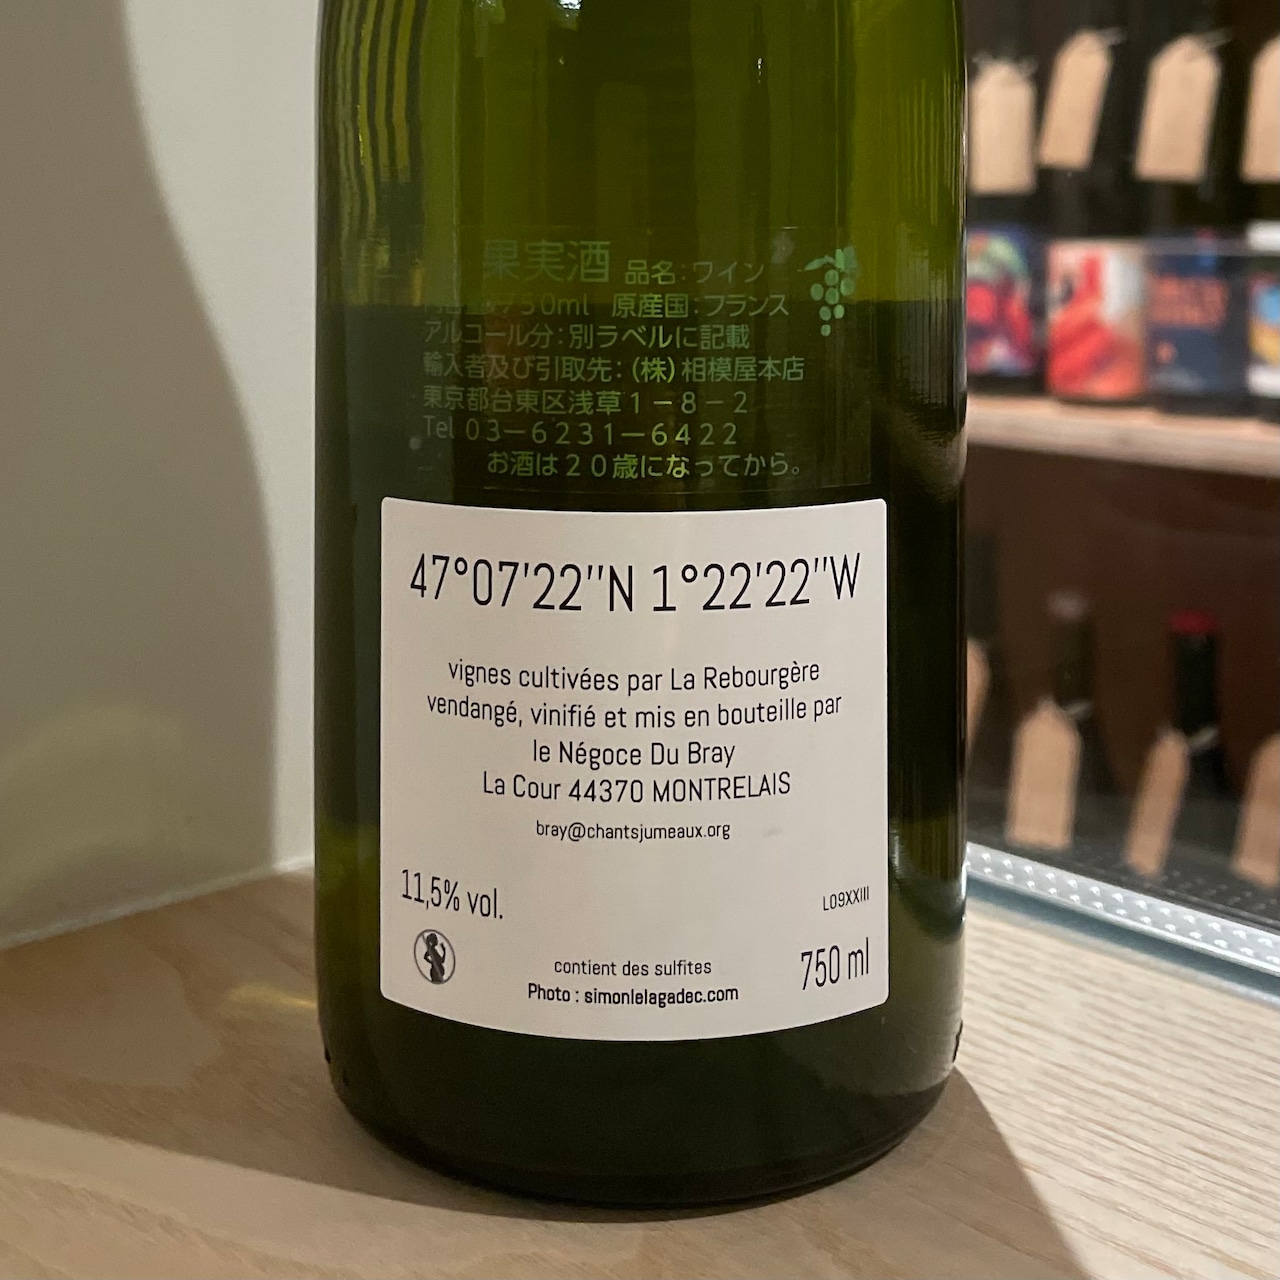 果実酒 品名:ワイン
750ml 原産国:フランス
アルコール分:別ラベルに記載
輸入者及び引取先:(株)相模屋本店
東京都台東区浅草1-8-2
Tel 03-6231-6422
お酒は20歳になってから。
47°07'22''N 1°22'22''W
vignes cultivées par La Rebourgère
vendangé, vinifié et mis en bouteille par
le Négoce Du Bray
La Cour 44370 MONTRELAIS
bray@chantsjumeaux.org
11,5% vol.
L09XXIII
contient des sulfites
750 ml
Photo : simonlelagadec.com